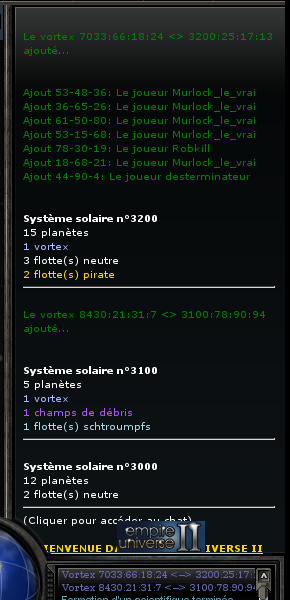 Le vortex 7033:66:18:24 <> 3200:25:17:13
ajouté...
Ajout 53-48-36: Le joueur Murlock_le_vrai
Ajout 36-65-26: Le joueur Murlock_le_vrai
Ajout 61-50-80: Le joueur Murlock_le_vrai
Ajout 53-15-68: Le joueur Murlock_le_vrai
Ajout 78-30-19: Le joueur Robkill
Ajout 18-68-21: Le joueur Murlock_le_vrai
Ajout 44-90-4: Le joueur desterminateur
Système solaire n°3200
15 planètes
1 vortex
3 flotte(s) neutre
2 flotte(s) pirate
Le vortex 8430:21:31:7 <> 3100:78:90:94
ajouté...
Système solaire n°3100
5 planètes
1 vortex
1 champs de débris
1 flotte(s) schtroumpfs
Système solaire n°3000
12 planètes
2 flotte(s) neutre
(Cliquer pour accéder au chat)
empire universe II
IVERSE II
Vortex 7033:66:18:24 <--> 3200:25:17:
Vortex 8430:21:31:7 <--> 3100:78:90:94
Formation d'un scientifique terminée